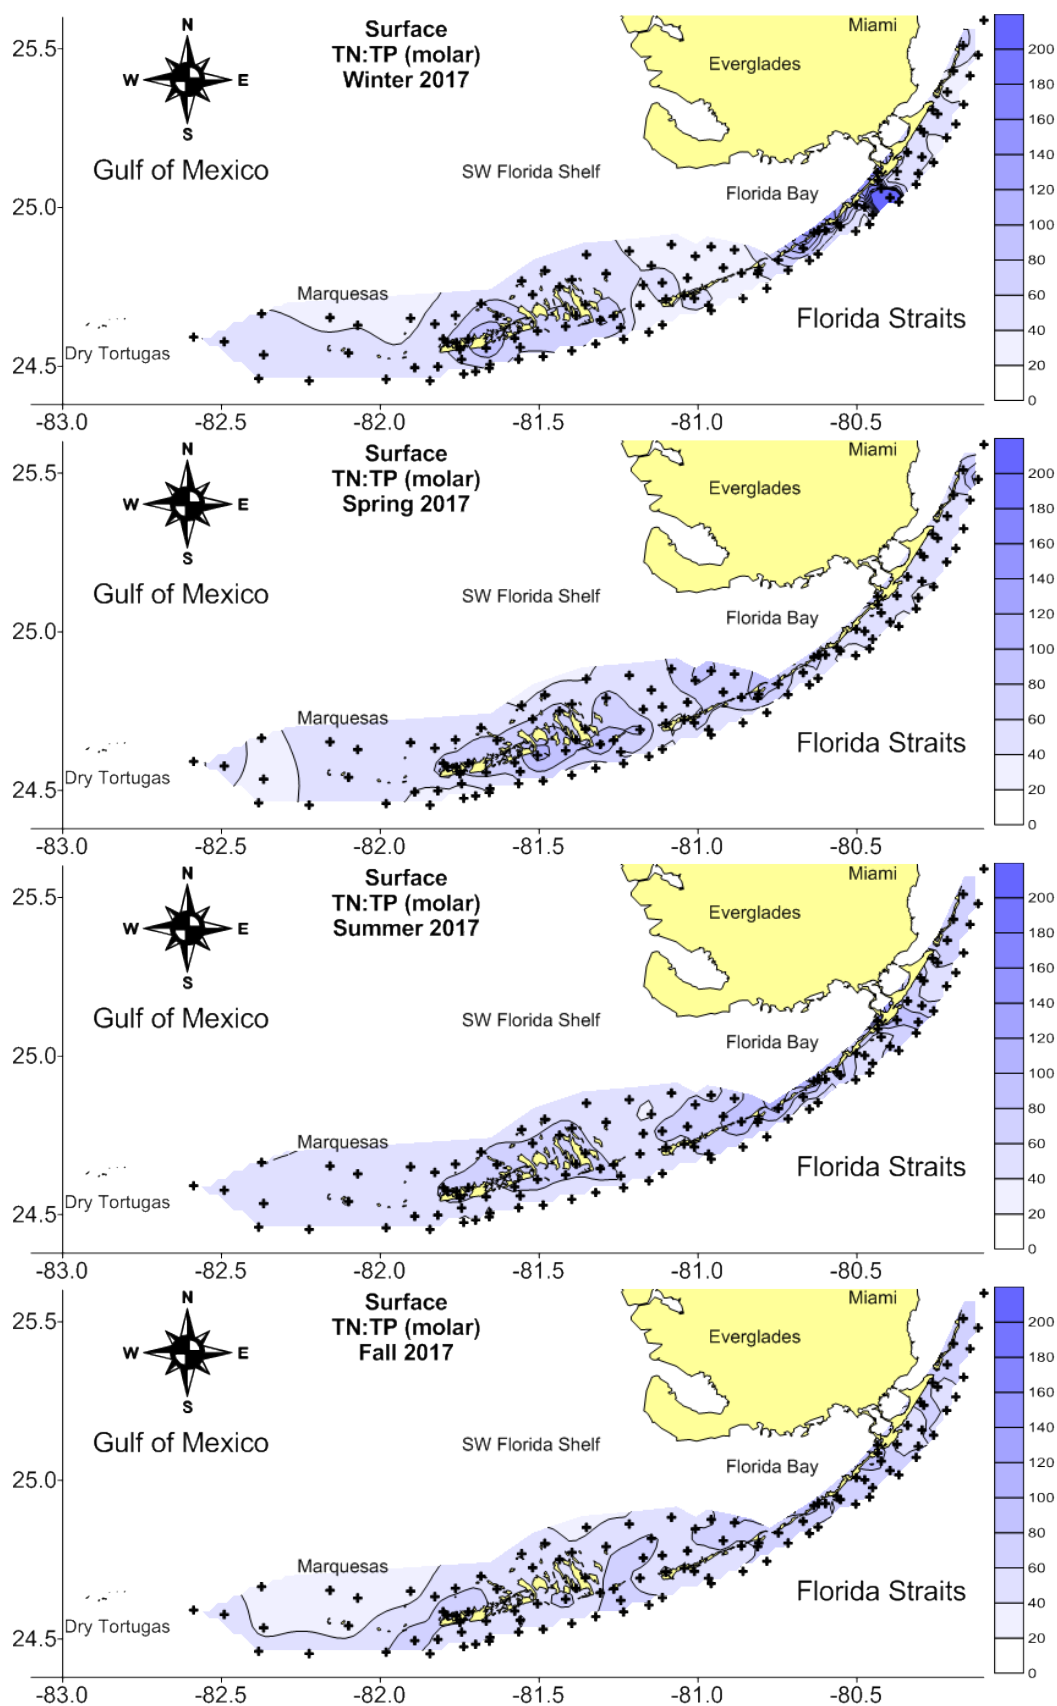 Surface
TN:TP (molar)
Winter 2017
N
W E
S
Miami
Everglades
Gulf of Mexico
SW Florida Shelf
Florida Bay
Marquesas
Florida Straits
Dry Tortugas
25.5
25.0
24.5
-83.0 -82.5 -82.0 -81.5 -81.0 -80.5
200
180
160
140
120
100
80
60
40
20
0
Surface
TN:TP (molar)
Spring 2017
N
W E
S
Miami
Everglades
Gulf of Mexico
SW Florida Shelf
Florida Bay
Marquesas
Florida Straits
Dry Tortugas
25.5
25.0
24.5
-83.0 -82.5 -82.0 -81.5 -81.0 -80.5
200
180
160
140
120
100
80
60
40
20
0
Surface
TN:TP (molar)
Summer 2017
N
W E
S
Miami
Everglades
Gulf of Mexico
SW Florida Shelf
Florida Bay
Marquesas
Florida Straits
Dry Tortugas
25.5
25.0
24.5
-83.0 -82.5 -82.0 -81.5 -81.0 -80.5
200
180
160
140
120
100
80
60
40
20
0
Surface
TN:TP (molar)
Fall 2017
N
W E
S
Miami
Everglades
Gulf of Mexico
SW Florida Shelf
Florida Bay
Marquesas
Florida Straits
Dry Tortugas
25.5
25.0
24.5
-83.0 -82.5 -82.0 -81.5 -81.0 -80.5
200
180
160
140
120
100
80
60
40
20
0